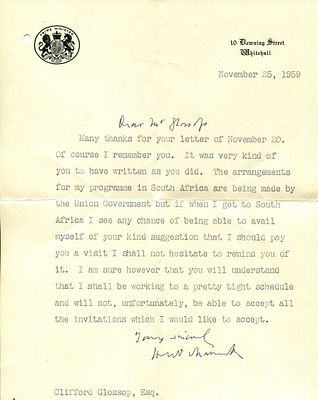 PRIME MINISTER
10 Downing Street
Whitehall
November 25, 1959
Dear Mr Glossop
Many thanks for your letter of November 20.
Of course I remember you. It was very kind of
you to have written as you did. The arrangements
for my programme in South Africa are being made by
the Union Government but if when I get to South
Africa I see any chance of being able to avail
myself of your kind suggestion that I should pay
you a visit I shall not hesitate to remind you of
it. I am sure however that you will understand
that I shall be working to a pretty tight schedule
and will not, unfortunately, be able to accept all
the invitations which I would like to accept.
Yours sincerely
Harold Macmillan
Clifford Glossop, Esq.